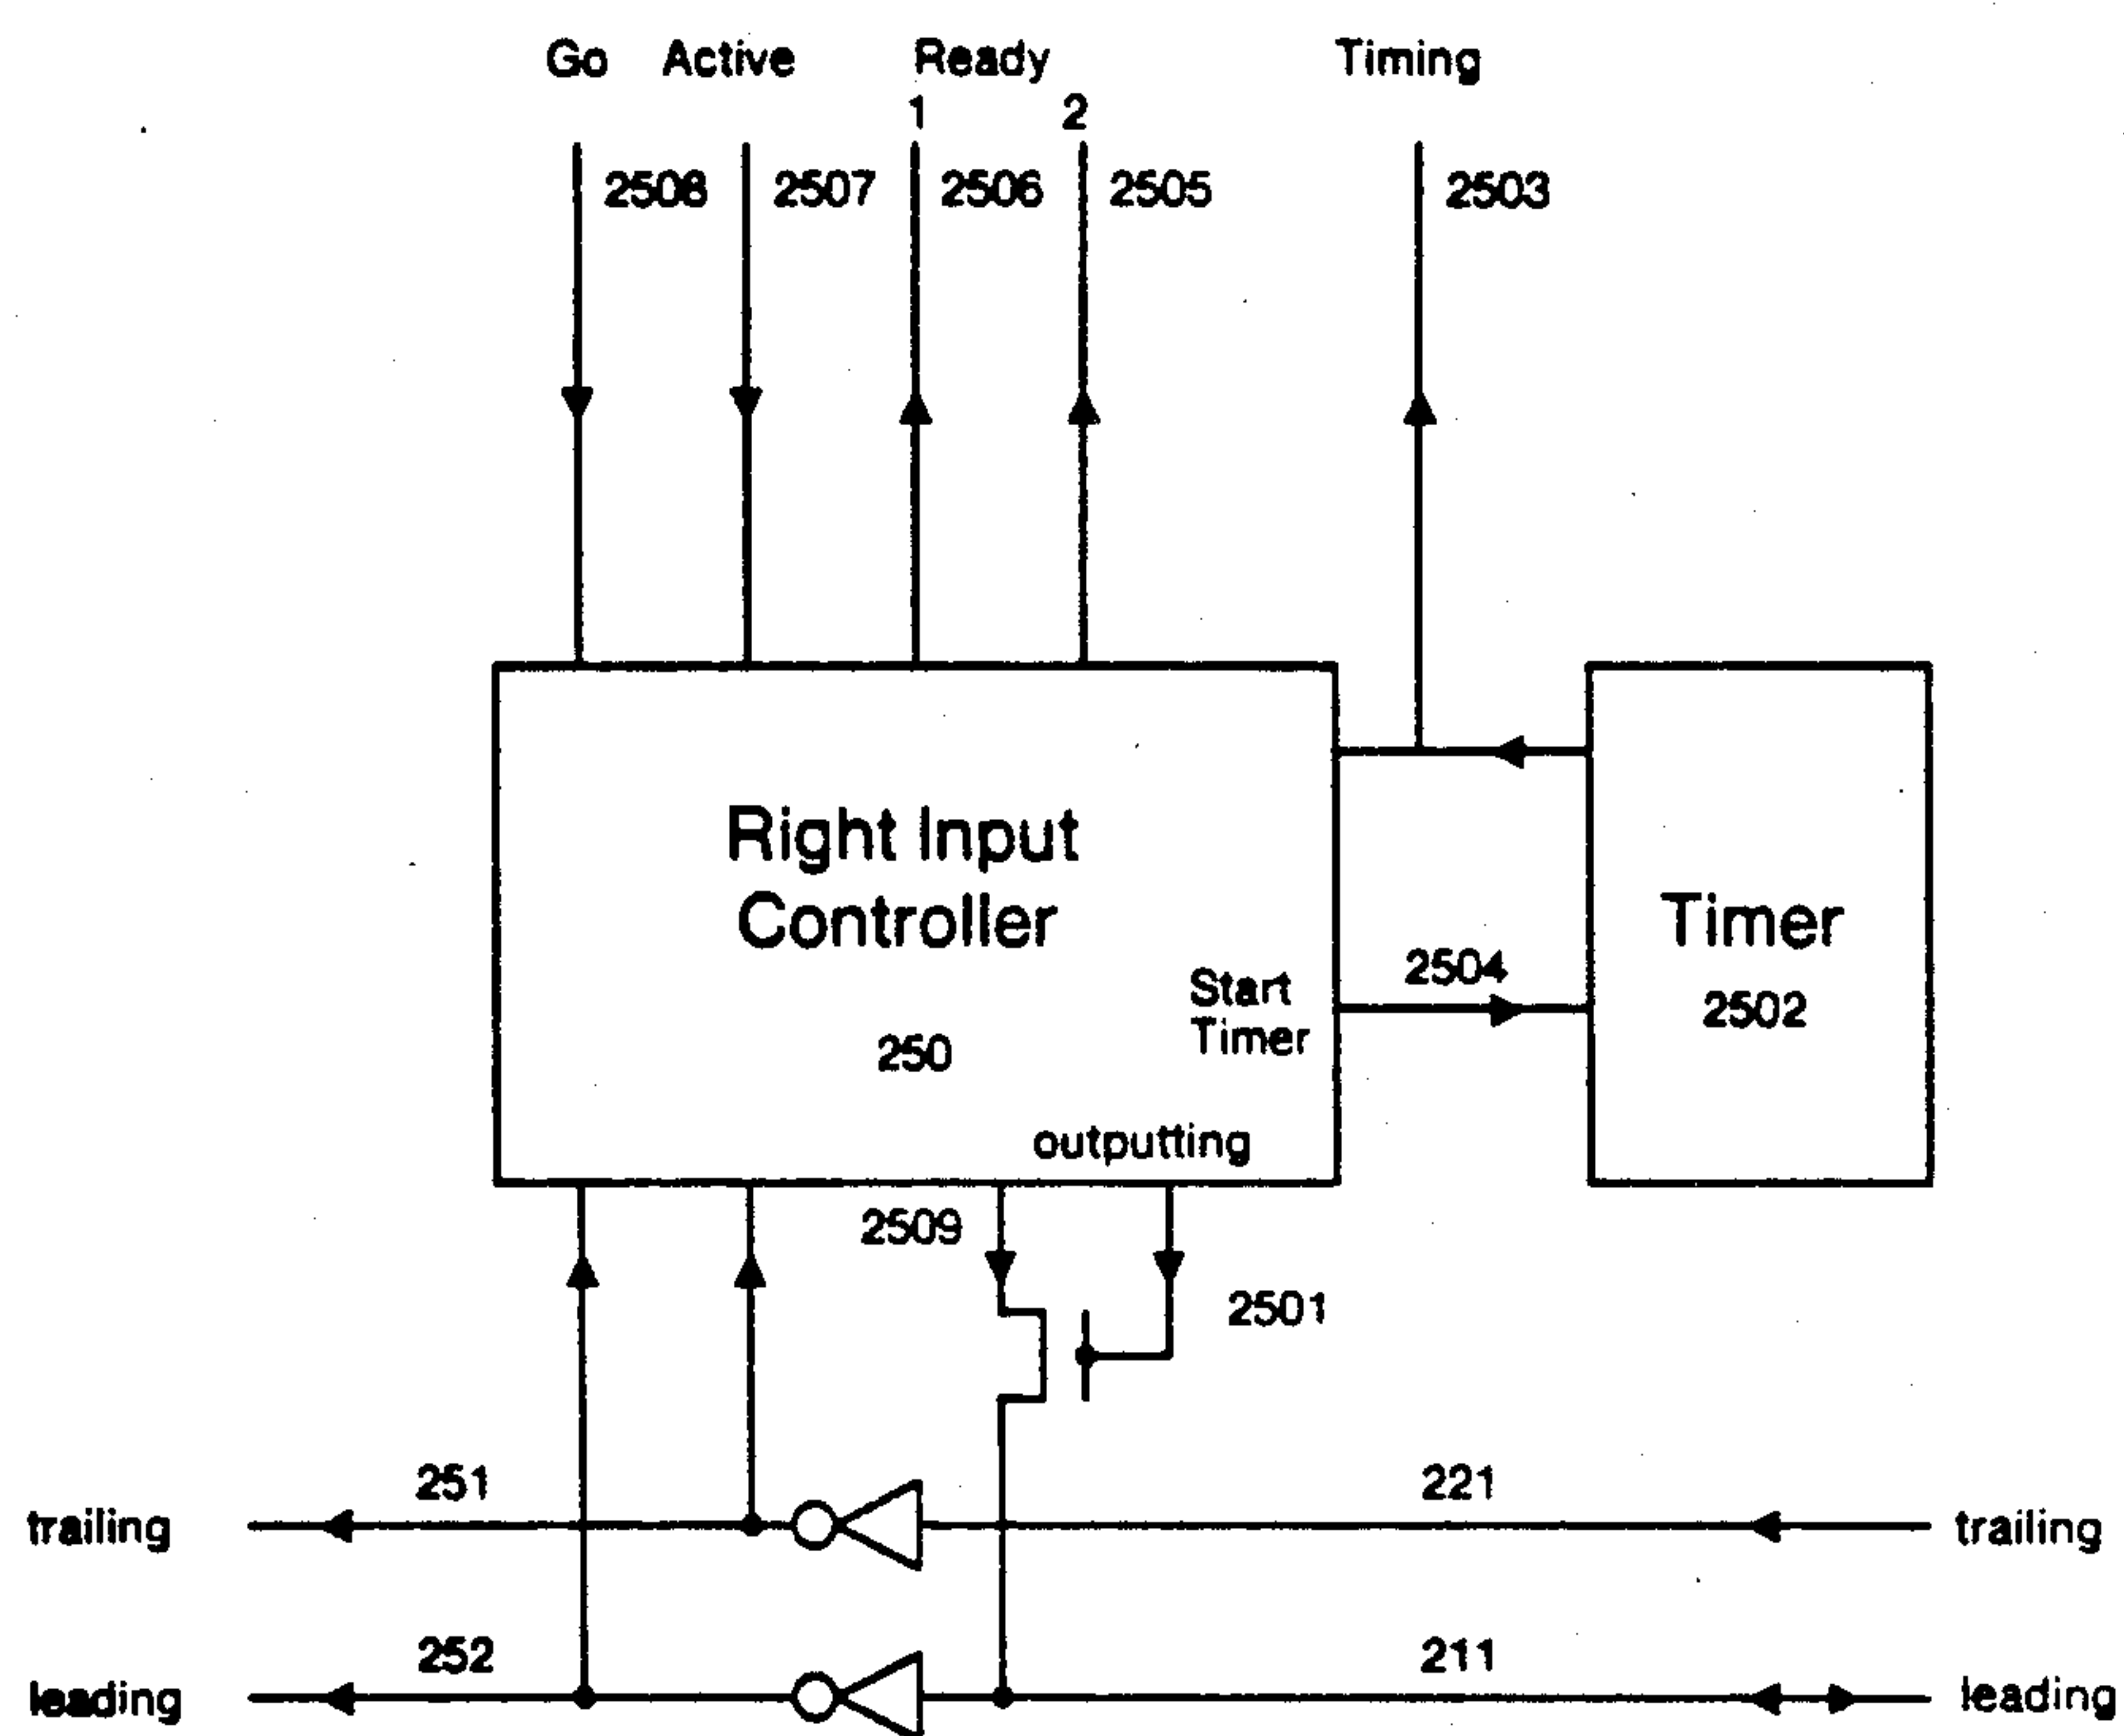 Go Active Ready Timing
1 2
2508 2507 2506 2505 2503
Right Input
Controller
250
Start
Timer
2504
Timer
2502
outputting
2509
2501
251 221
trailing trailing
252 211
leading leading